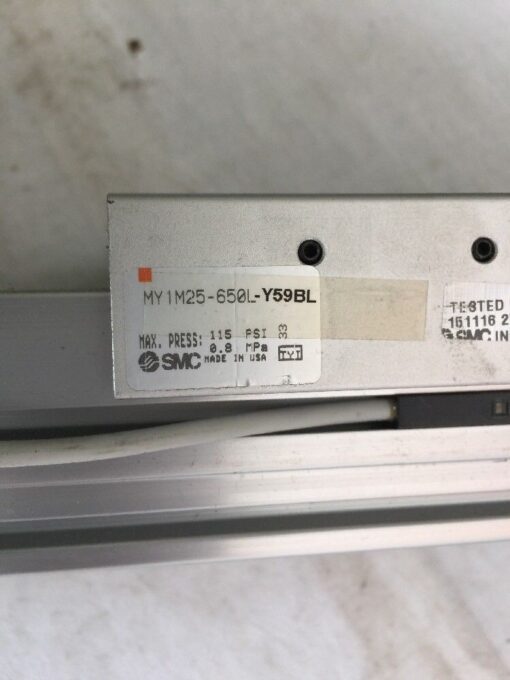 MY1M25-650L-Y59BL
MAX. PRESS: 115 PSI
0.8 MPa
33
SMC MADE IN USA
TYT
TESTED
151116 2
SMC IN